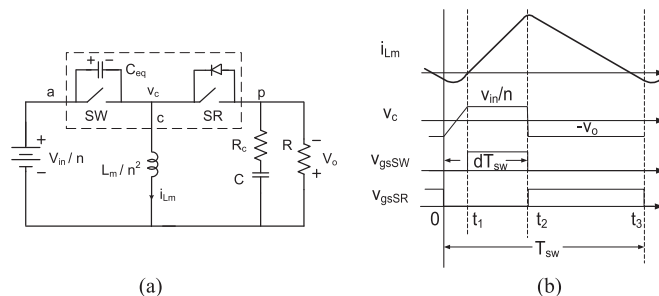 a
+ −
C_eq
SW
v_c
c
SR
p
+
V_in / n
−
L_m / n²
i_Lm
R_c
C
R
−
V_o
+
(a)
i_Lm
v_c
v_in/n
-v_o
v_gsSW
dT_sw
v_gsSR
0
t_1
t_2
t_3
T_sw
(b)